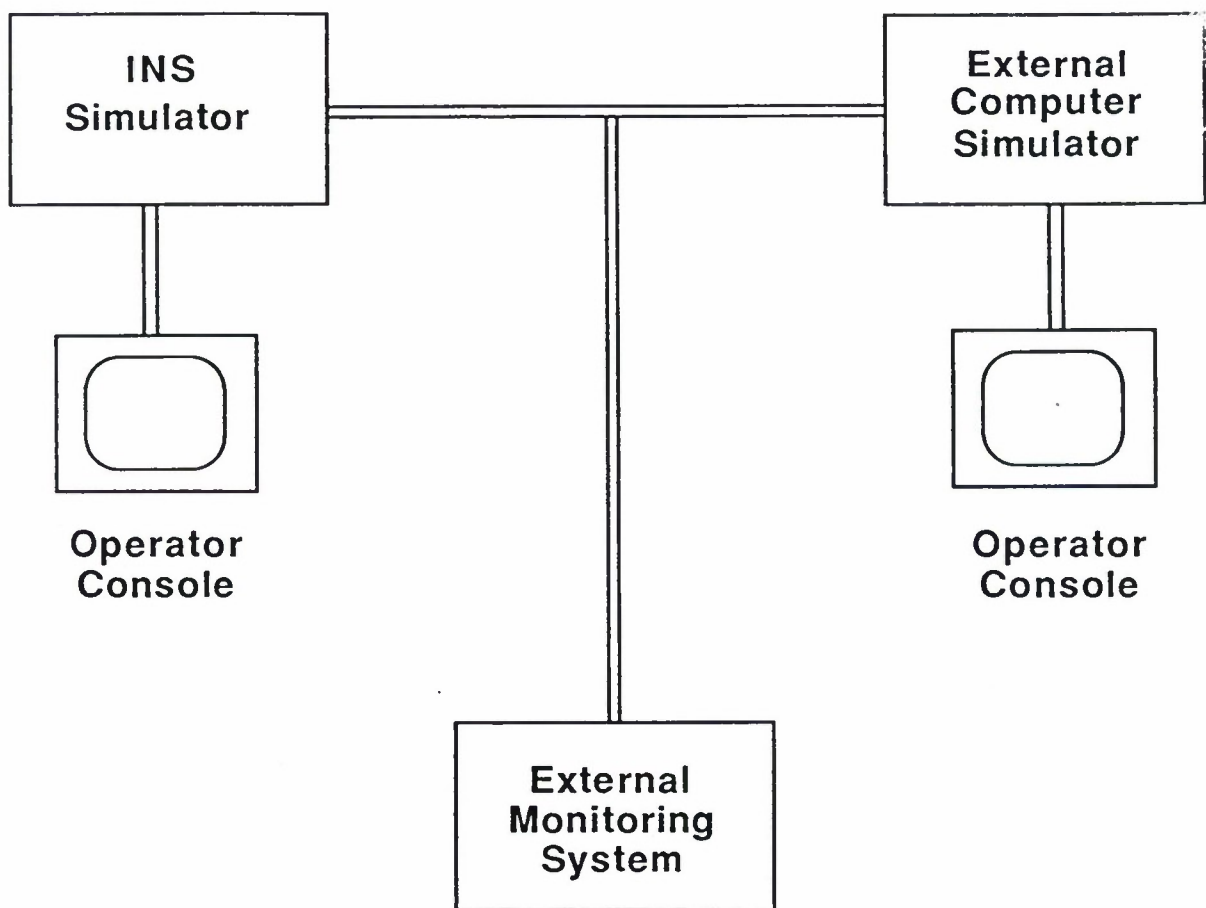 INS
Simulator
External
Computer
Simulator
Operator
Console
Operator
Console
External
Monitoring
System